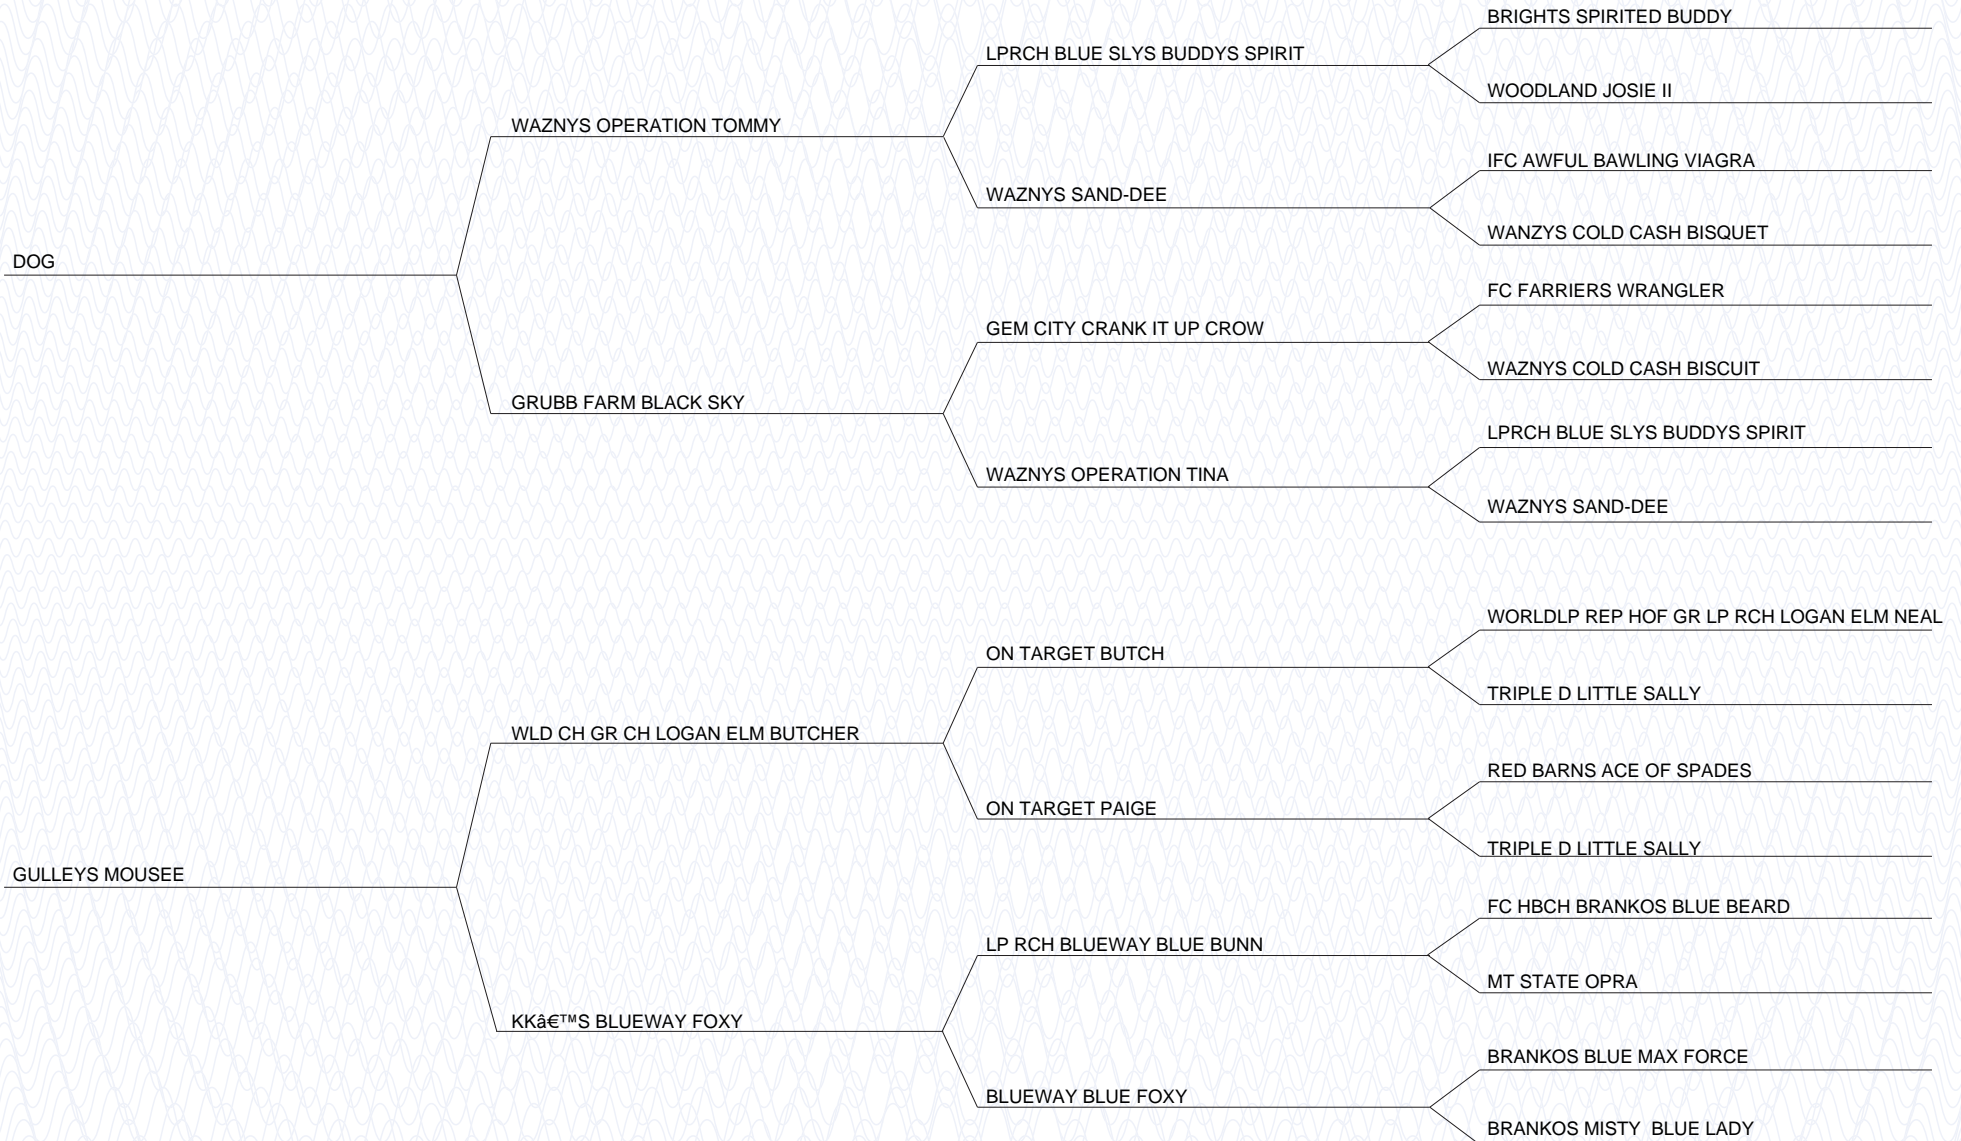 BRIGHTS SPIRITED BUDDY
LPRCH BLUE SLYS BUDDYS SPIRIT
WOODLAND JOSIE II
WAZNYS OPERATION TOMMY
IFC AWFUL BAWLING VIAGRA
WAZNYS SAND-DEE
WANZYS COLD CASH BISQUET
DOG
FC FARRIERS WRANGLER
GEM CITY CRANK IT UP CROW
WAZNYS COLD CASH BISCUIT
GRUBB FARM BLACK SKY
LPRCH BLUE SLYS BUDDYS SPIRIT
WAZNYS OPERATION TINA
WAZNYS SAND-DEE
WORLDLP REP HOF GR LP RCH LOGAN ELM NEAL
ON TARGET BUTCH
TRIPLE D LITTLE SALLY
WLD CH GR CH LOGAN ELM BUTCHER
RED BARNS ACE OF SPADES
ON TARGET PAIGE
TRIPLE D LITTLE SALLY
GULLEYS MOUSEE
FC HBCH BRANKOS BLUE BEARD
LP RCH BLUEWAY BLUE BUNN
MT STATE OPRA
KK’S BLUEWAY FOXY
BRANKOS BLUE MAX FORCE
BLUEWAY BLUE FOXY
BRANKOS MISTY  BLUE LADY